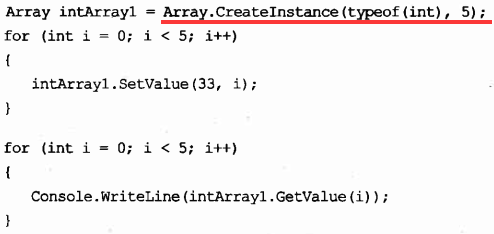 Array intArray1 = Array.CreateInstance(typeof(int), 5);
for (int i = 0; i < 5; i++)
{
intArray1.SetValue(33, i);
}
for (int i = 0; i < 5; i++)
{
Console.WriteLine(intArray1.GetValue(i));
}